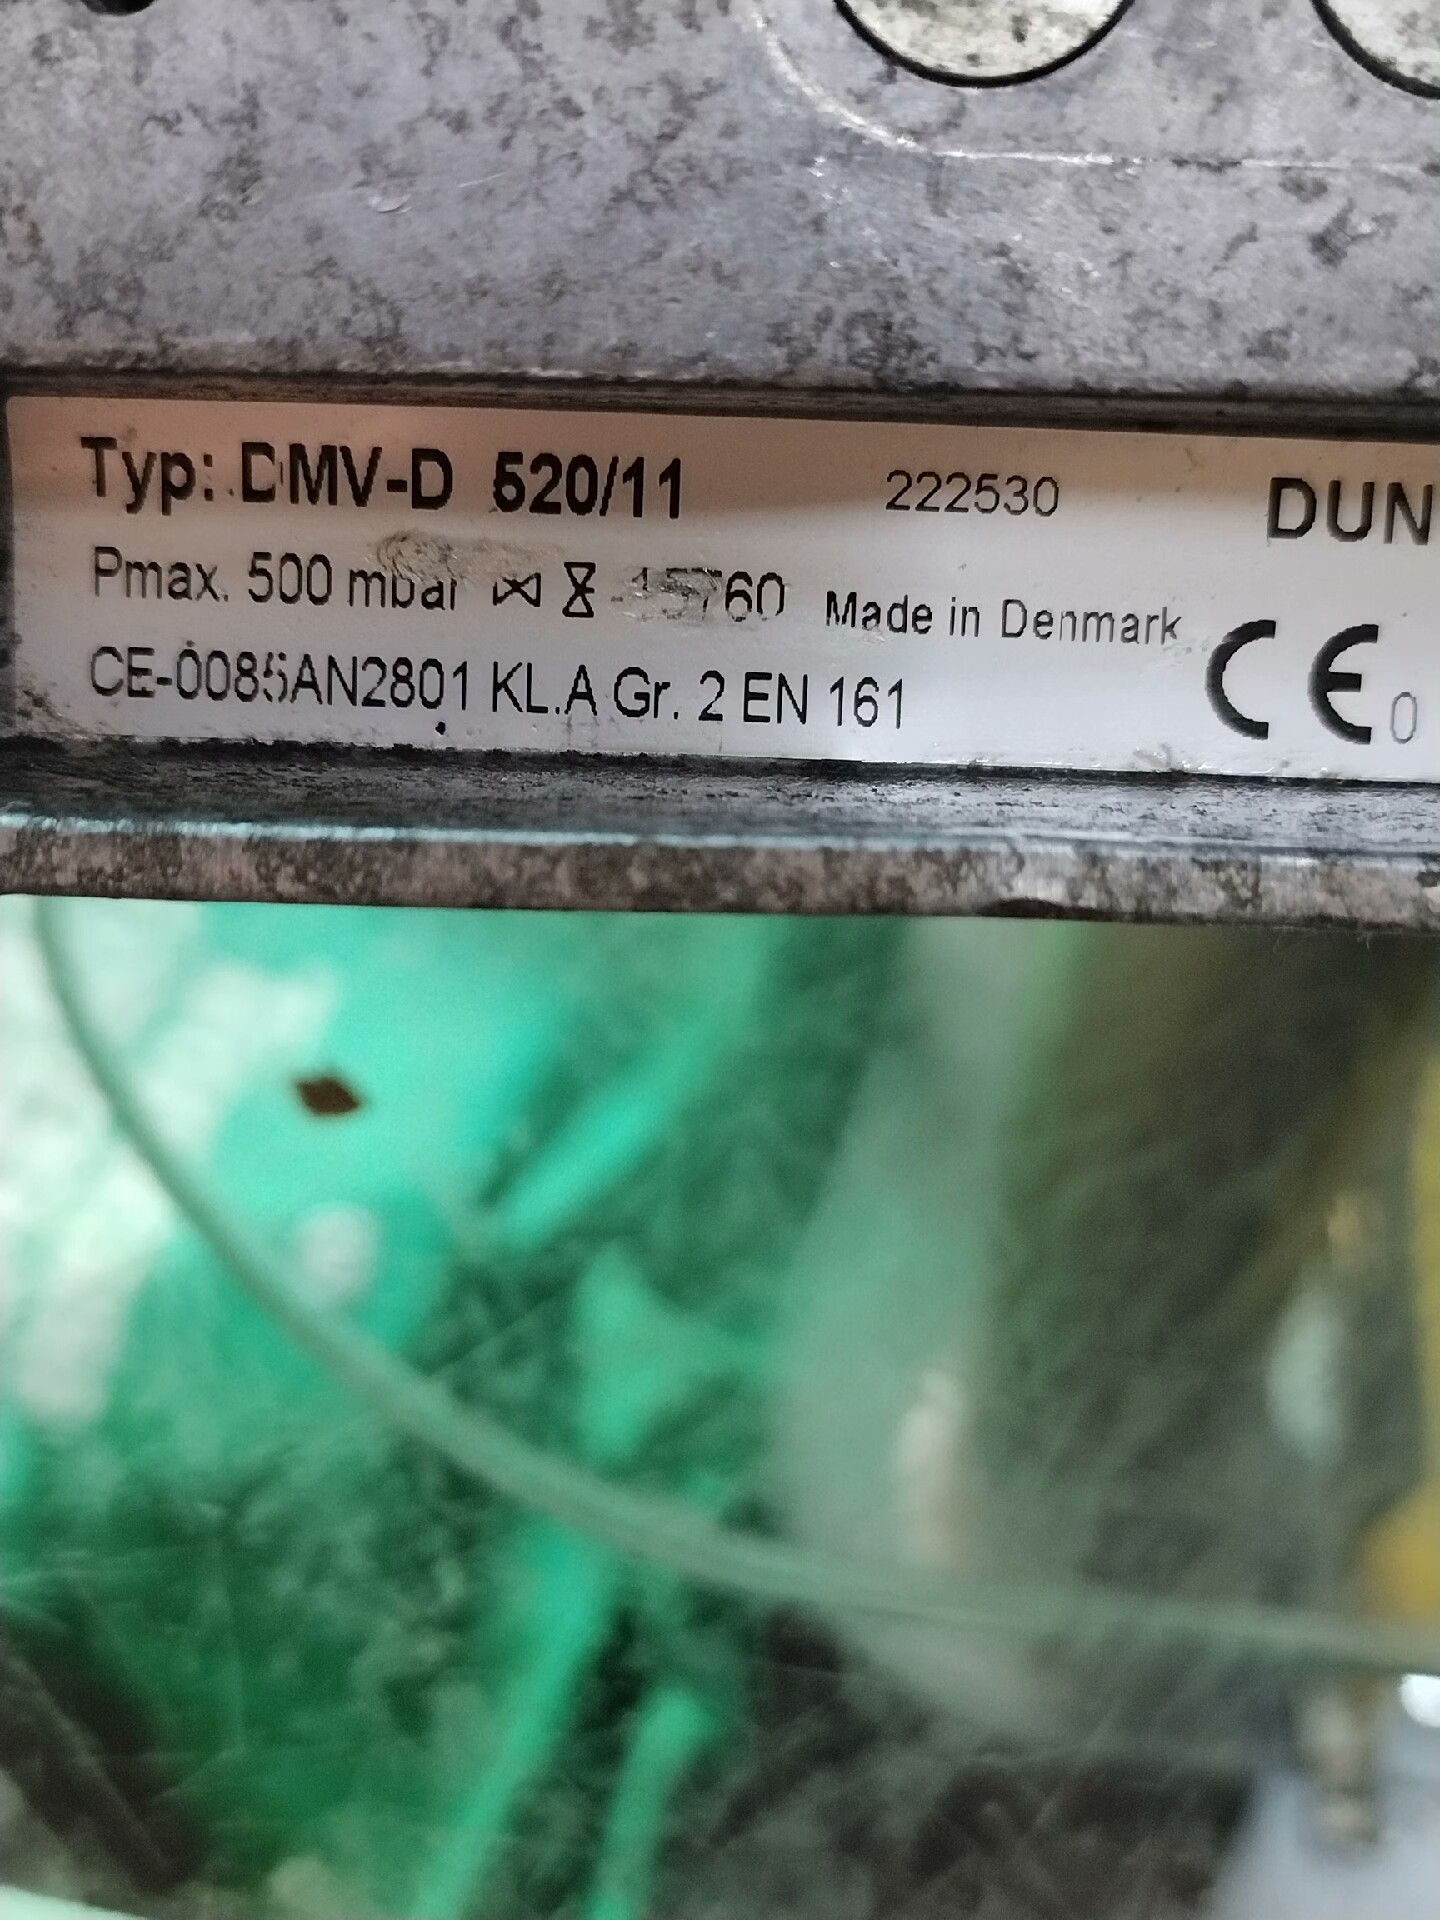 Typ: DMV-D 520/11 222530 DUN
Pmax. 500 mbar Made in Denmark
CE-0085AN2801 KL.A Gr. 2 EN 161 CE 0